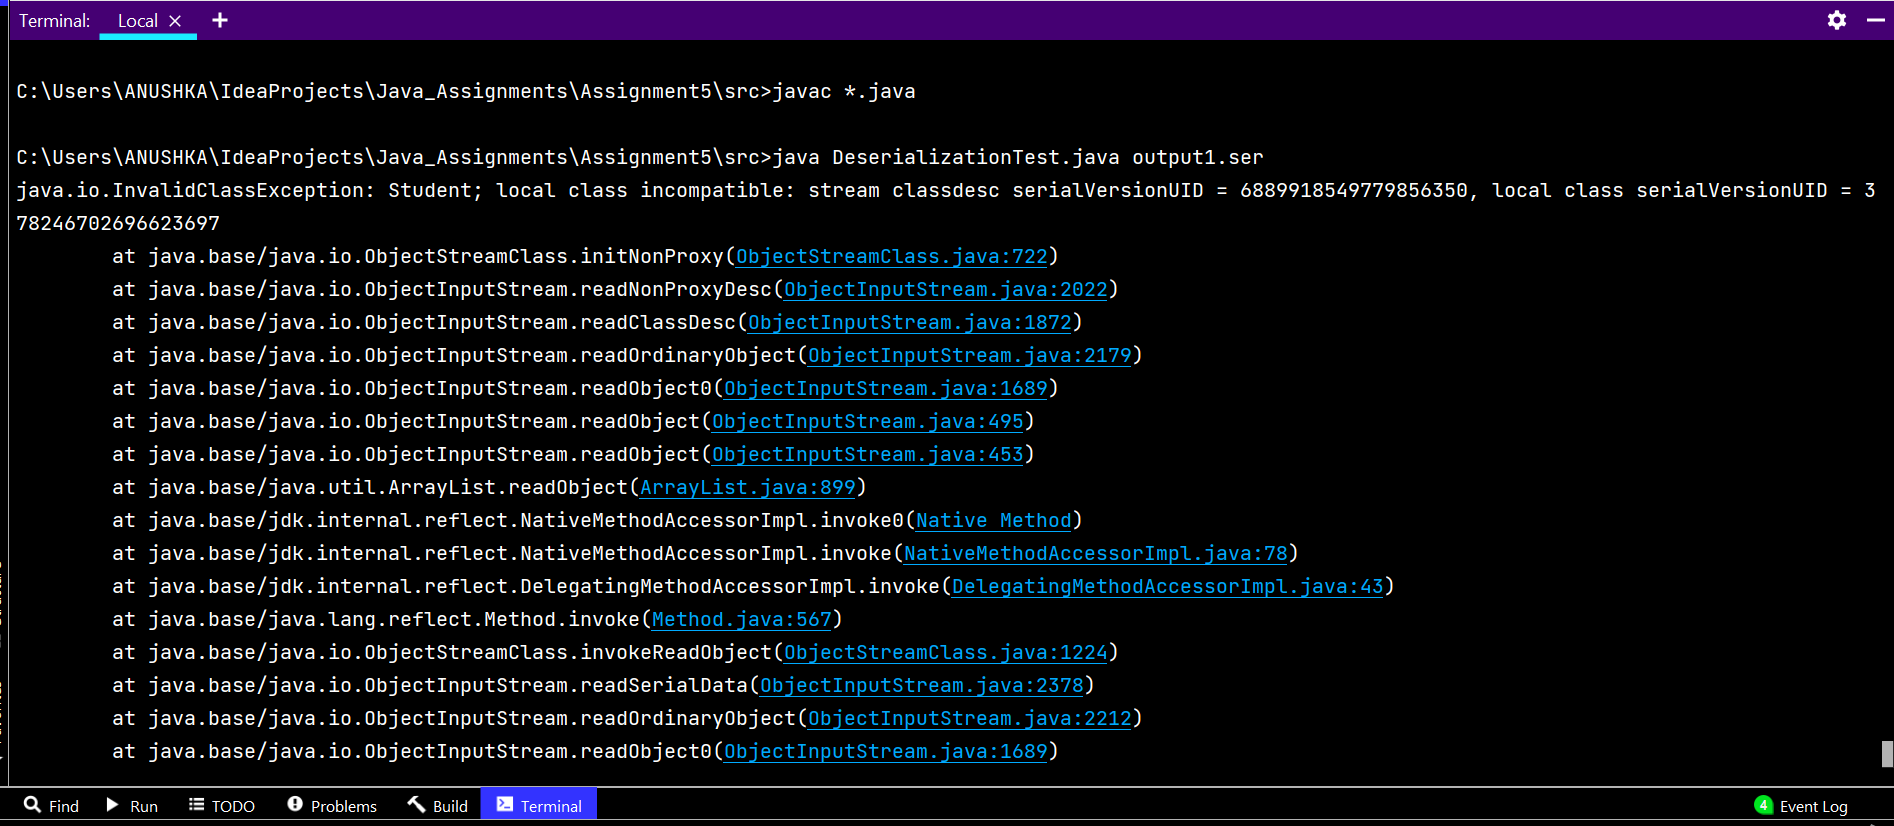 Terminal: Local × +
C:\Users\ANUSHKA\IdeaProjects\Java_Assignments\Assignment5\src>javac *.java
C:\Users\ANUSHKA\IdeaProjects\Java_Assignments\Assignment5\src>java DeserializationTest.java output1.ser
java.io.InvalidClassException: Student; local class incompatible: stream classdesc serialVersionUID = 6889918549779856350, local class serialVersionUID = 3
78246702696623697
at java.base/java.io.ObjectStreamClass.initNonProxy(ObjectStreamClass.java:722)
at java.base/java.io.ObjectInputStream.readNonProxyDesc(ObjectInputStream.java:2022)
at java.base/java.io.ObjectInputStream.readClassDesc(ObjectInputStream.java:1872)
at java.base/java.io.ObjectInputStream.readOrdinaryObject(ObjectInputStream.java:2179)
at java.base/java.io.ObjectInputStream.readObject0(ObjectInputStream.java:1689)
at java.base/java.io.ObjectInputStream.readObject(ObjectInputStream.java:495)
at java.base/java.io.ObjectInputStream.readObject(ObjectInputStream.java:453)
at java.base/java.util.ArrayList.readObject(ArrayList.java:899)
at java.base/jdk.internal.reflect.NativeMethodAccessorImpl.invoke0(Native Method)
at java.base/jdk.internal.reflect.NativeMethodAccessorImpl.invoke(NativeMethodAccessorImpl.java:78)
at java.base/jdk.internal.reflect.DelegatingMethodAccessorImpl.invoke(DelegatingMethodAccessorImpl.java:43)
at java.base/java.lang.reflect.Method.invoke(Method.java:567)
at java.base/java.io.ObjectStreamClass.invokeReadObject(ObjectStreamClass.java:1224)
at java.base/java.io.ObjectInputStream.readSerialData(ObjectInputStream.java:2378)
at java.base/java.io.ObjectInputStream.readOrdinaryObject(ObjectInputStream.java:2212)
at java.base/java.io.ObjectInputStream.readObject0(ObjectInputStream.java:1689)
Find Run TODO Problems Build Terminal 4 Event Log